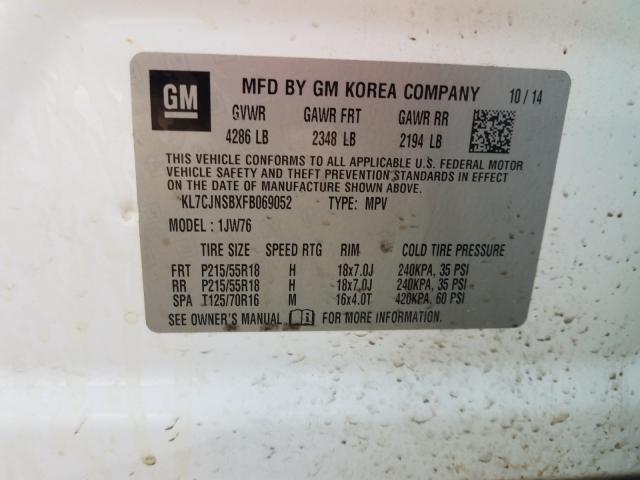 GM MFD BY GM KOREA COMPANY 10/14
GVWR GAWR FRT GAWR RR
4286 LB 2348 LB 2194 LB
THIS VEHICLE CONFORMS TO ALL APPLICABLE U.S. FEDERAL MOTOR
VEHICLE SAFETY AND THEFT PREVENTION STANDARDS IN EFFECT ON
THE DATE OF MANUFACTURE SHOWN ABOVE.
KL7CJNSBXFB069052 TYPE: MPV
MODEL: 1JW76
TIRE SIZE SPEED RTG RIM COLD TIRE PRESSURE
FRT P215/55R18 H 18x7.0J 240KPA, 35 PSI
RR P215/55R18 H 18x7.0J 240KPA, 35 PSI
SPA T125/70R16 M 16x4.0T 420KPA, 60 PSI
SEE OWNER'S MANUAL FOR MORE INFORMATION.